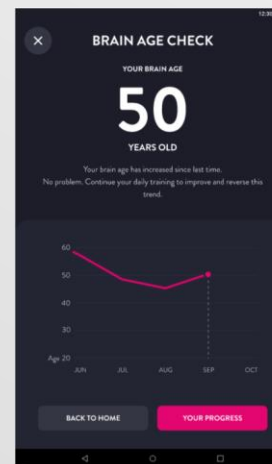 12:30
BRAIN AGE CHECK
YOUR BRAIN AGE
50
YEARS OLD
Your brain age has increased since last time.
No problem. Continue your daily training to improve and reverse this
trend.
60
50
40
30
Age 20
JUN JUL AUG SEP OCT
BACK TO HOME YOUR PROGRESS